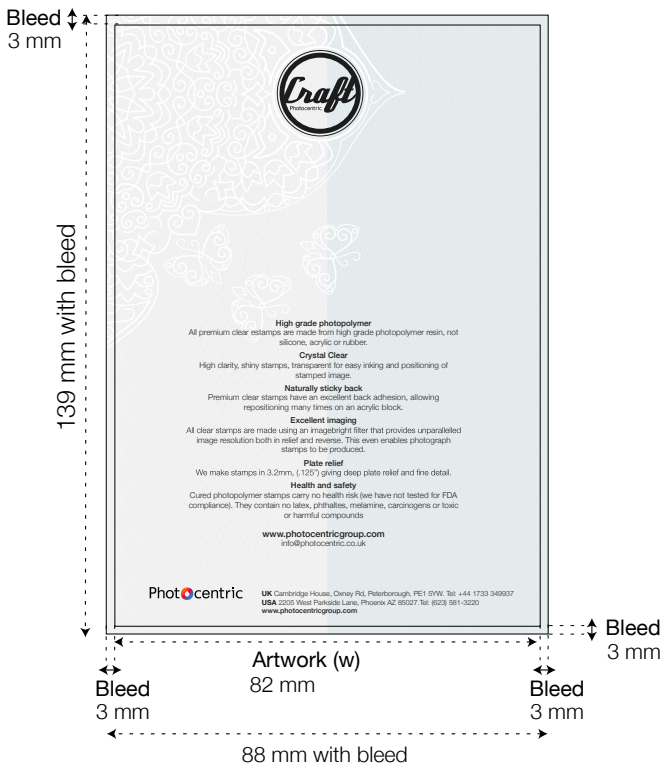 Bleed
3 mm
139 mm with bleed
Craft
Photocentric
High grade photopolymer
All premium clear estamps are made from high grade photopolymer resin, not
silicone, acrylic or rubber.
Crystal Clear
High clarity, shiny stamps, transparent for easy inking and positioning of
stamped image.
Naturally sticky back
Premium clear stamps have an excellent back adhesion, allowing
repositioning many times on an acrylic block.
Excellent imaging
All clear stamps are made using an imagebright filter that provides unparallelled
image resolution both in relief and reverse. This even enables photograph
stamps to be produced.
Plate relief
We make stamps in 3.2mm, (.125") giving deep plate relief and fine detail.
Health and safety
Cured photopolymer stamps carry no health risk (we have not tested for FDA
compliance). They contain no latex, phthaltes, melamine, carcinogens or toxic
or harmful compounds
www.photocentricgroup.com
info@photocentric.co.uk
Photocentric
UK Cambridge House, Oxney Rd, Peterborough, PE1 5YW. Tel: +44 1733 349937
USA 2205 West Parkside Lane, Phoenix AZ 85027.Tel: (623) 581-3220
www.photocentricgroup.com
Bleed
3 mm
Artwork (w)
82 mm
Bleed
3 mm
Bleed
3 mm
88 mm with bleed